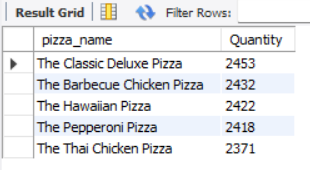 Result Grid Filter Rows:
pizza_name Quantity
The Classic Deluxe Pizza 2453
The Barbecue Chicken Pizza 2432
The Hawaiian Pizza 2422
The Pepperoni Pizza 2418
The Thai Chicken Pizza 2371